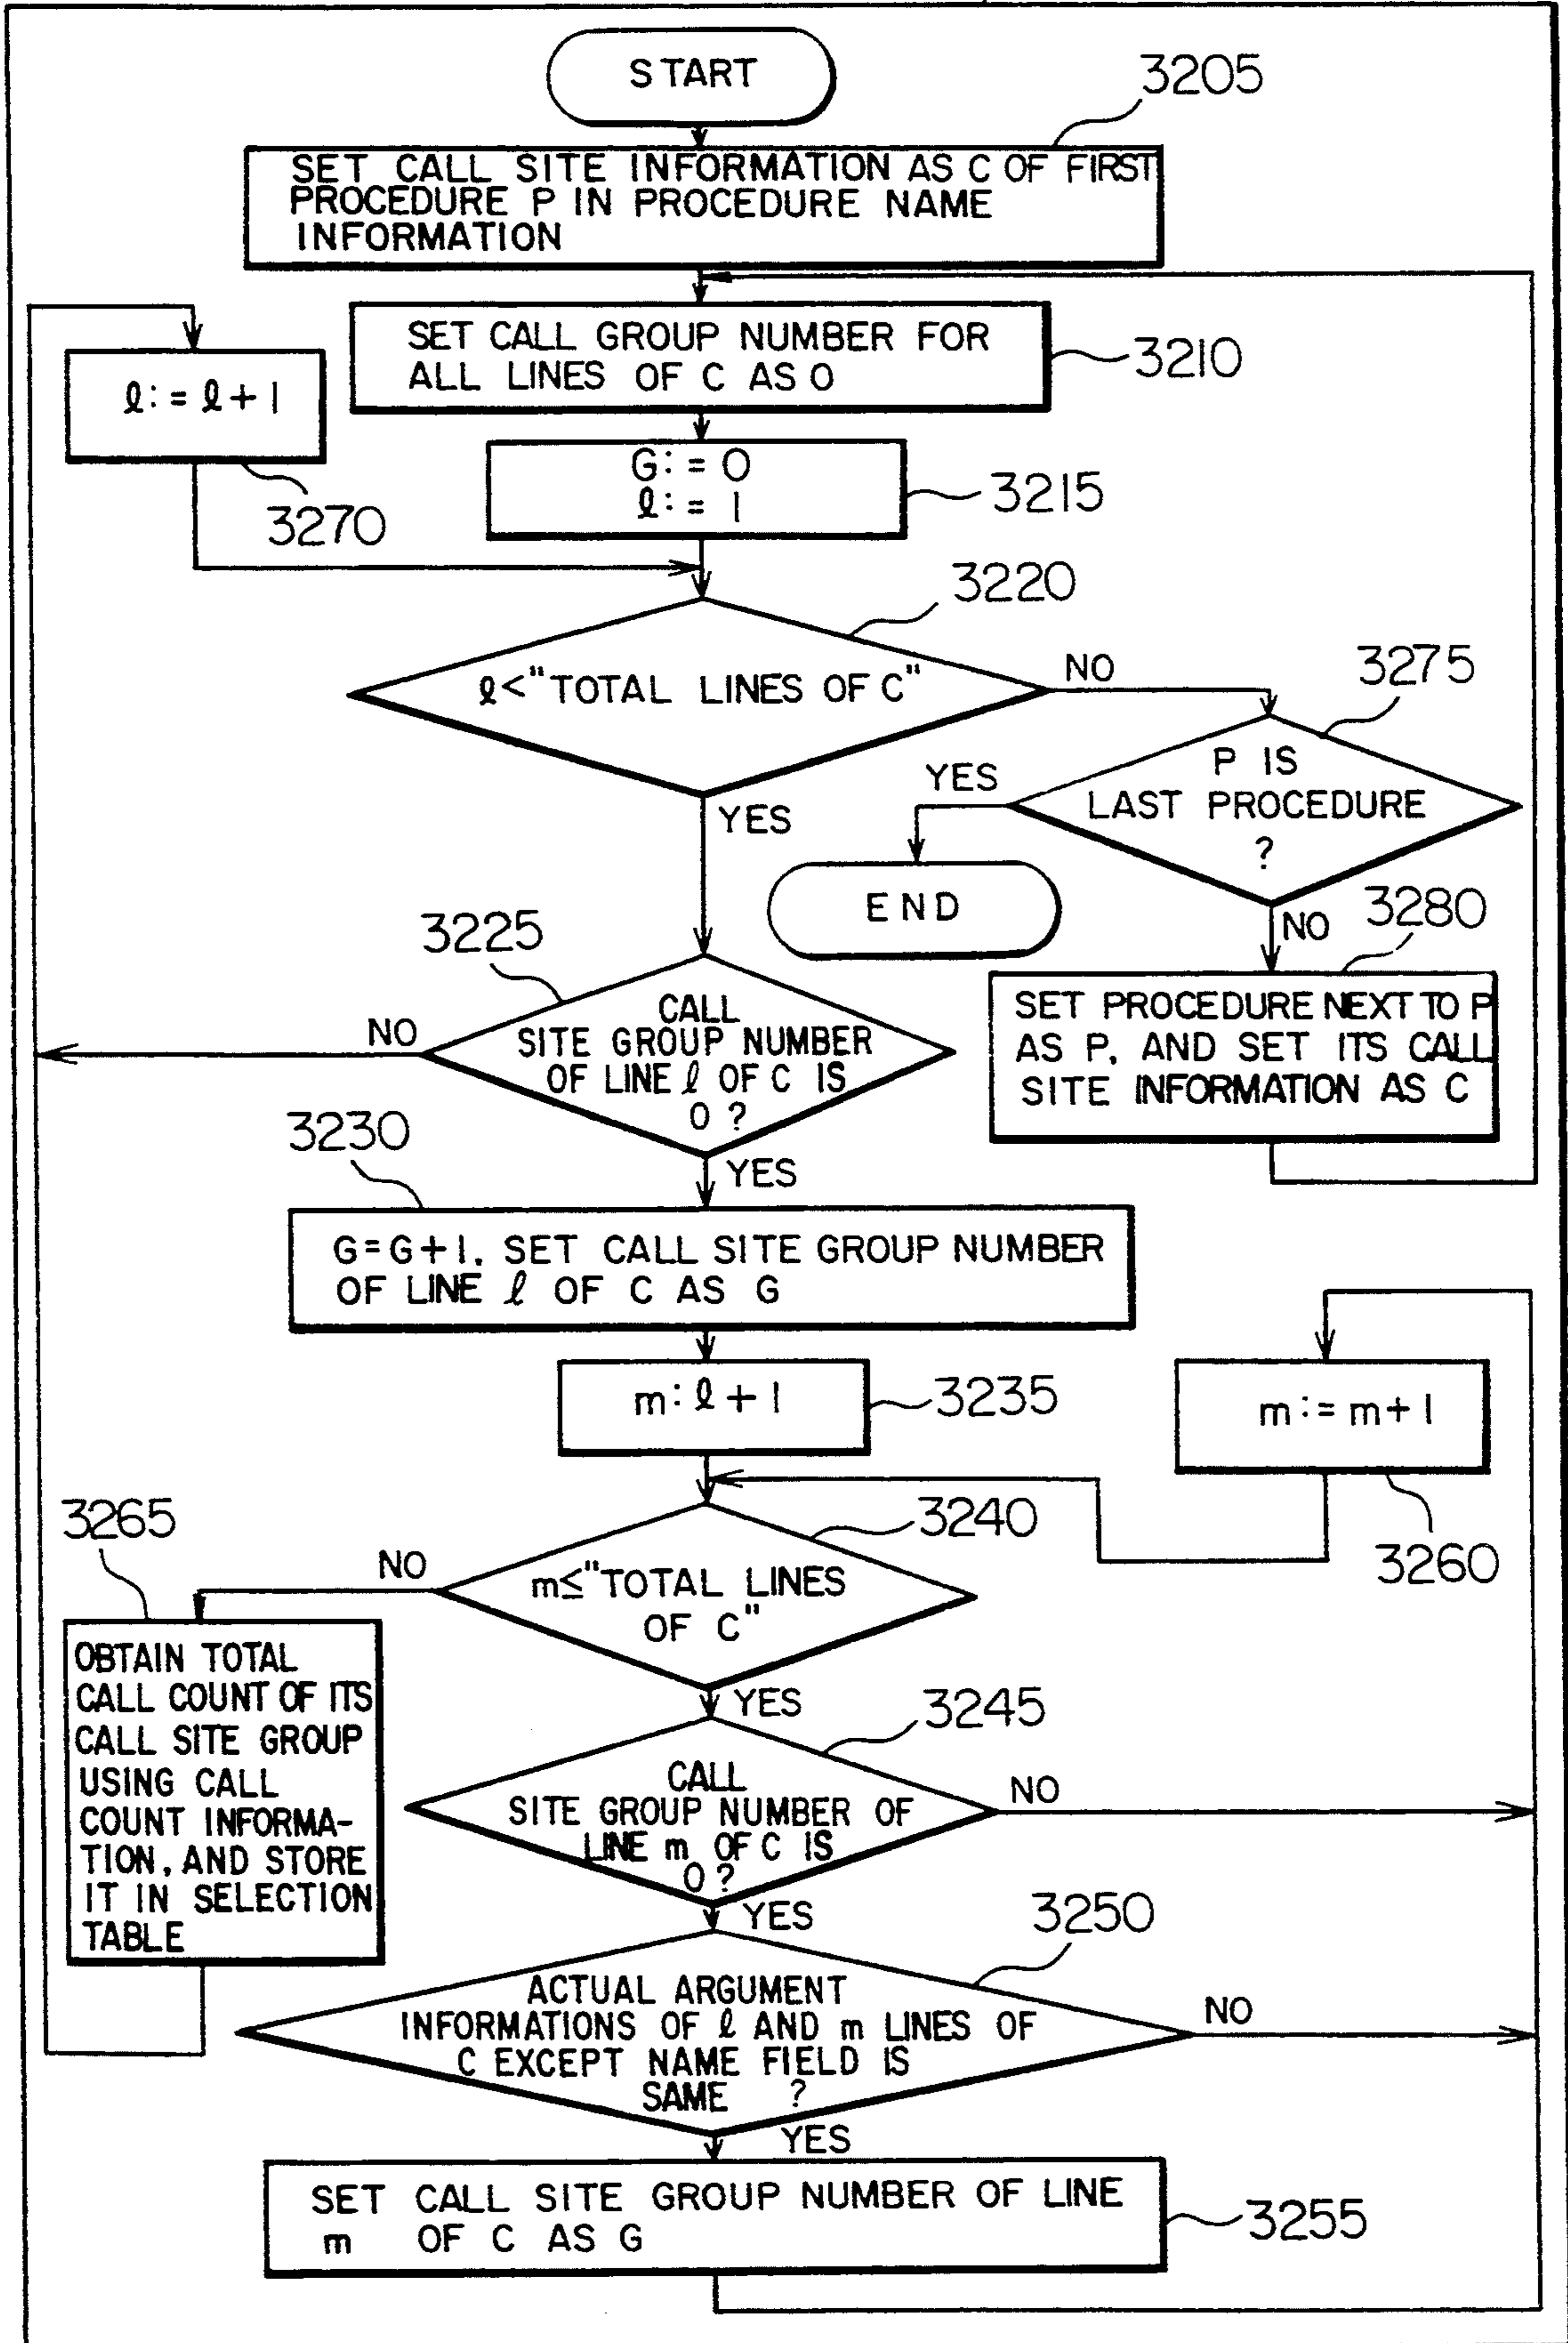 START
3205
SET CALL SITE INFORMATION AS C OF FIRST
PROCEDURE P IN PROCEDURE NAME
INFORMATION
SET CALL GROUP NUMBER FOR
ALL LINES OF C AS O
3210
ℓ:=ℓ+1
3270
G:=O
ℓ:=1
3215
3220
ℓ<"TOTAL LINES OF C"
NO
YES
3275
P IS
LAST PROCEDURE
?
YES
END
NO
3280
SET PROCEDURE NEXT TO P
AS P, AND SET ITS CALL
SITE INFORMATION AS C
3225
CALL
SITE GROUP NUMBER
OF LINE ℓ OF C IS
O ?
NO
YES
3230
G=G+1. SET CALL SITE GROUP NUMBER
OF LINE ℓ OF C AS G
m:ℓ+1
3235
m:=m+1
3260
3240
m≤"TOTAL LINES
OF C"
NO
YES
3265
OBTAIN TOTAL
CALL COUNT OF ITS
CALL SITE GROUP
USING CALL
COUNT INFORMA-
TION, AND STORE
IT IN SELECTION
TABLE
3245
CALL
SITE GROUP NUMBER OF
LINE m OF C IS
O ?
NO
YES
3250
ACTUAL ARGUMENT
INFORMATIONS OF ℓ AND m LINES OF
C EXCEPT NAME FIELD IS
SAME ?
NO
YES
SET CALL SITE GROUP NUMBER OF LINE
m OF C AS G
3255